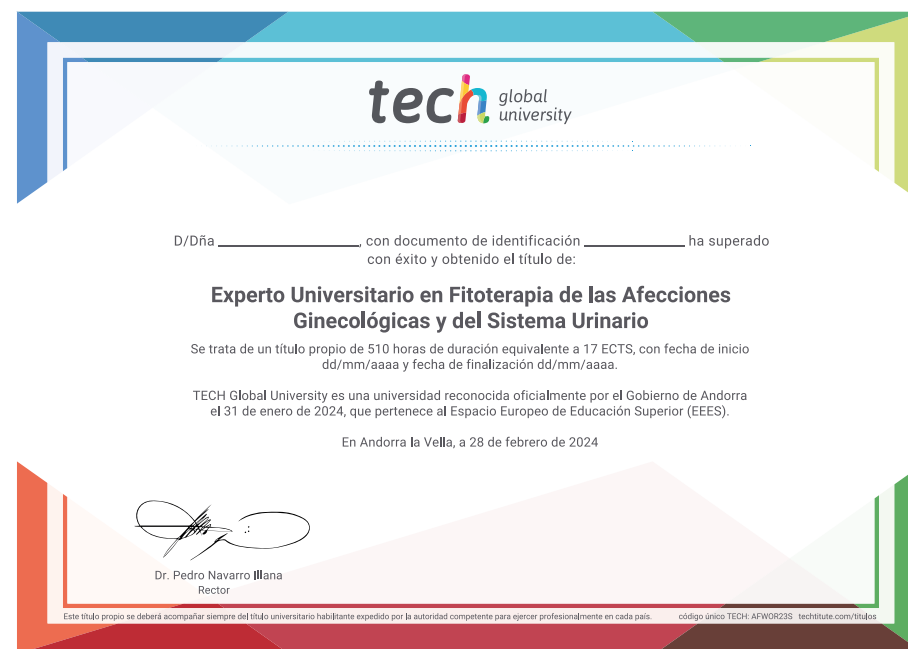 tech global
university
D/Dña ____________________, con documento de identificación ______________ ha superado
con éxito y obtenido el título de:
Experto Universitario en Fitoterapia de las Afecciones
Ginecológicas y del Sistema Urinario
Se trata de un título propio de 510 horas de duración equivalente a 17 ECTS, con fecha de inicio
dd/mm/aaaa y fecha de finalización dd/mm/aaaa.
TECH Global University es una universidad reconocida oficialmente por el Gobierno de Andorra
el 31 de enero de 2024, que pertenece al Espacio Europeo de Educación Superior (EEES).
En Andorra la Vella, a 28 de febrero de 2024
Dr. Pedro Navarro Illana
Rector
Este título propio se deberá acompañar siempre del título universitario habilitante expedido por la autoridad competente para ejercer profesionalmente en cada país. código único TECH: AFWOR23S techtitute.com/titulos